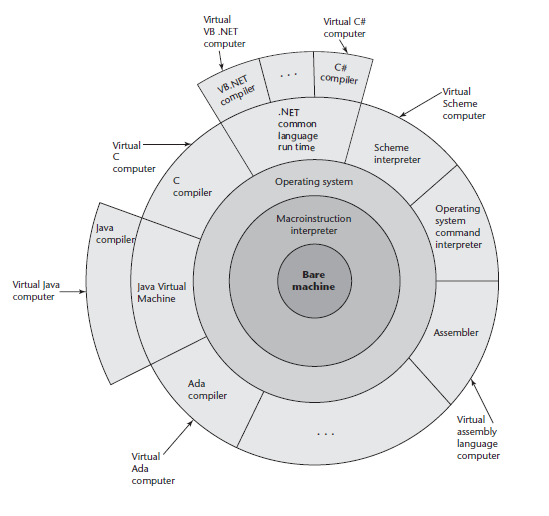 Virtual
VB .NET
computer
Virtual C#
computer
VB.NET
compiler
. . .
C#
compiler
Virtual
Scheme
computer
.NET
common
language
run time
Scheme
interpreter
Virtual
C
computer
C
compiler
Operating system
Operating
system
command
interpreter
Macroinstruction
interpreter
Java
compiler
Bare
machine
Virtual Java
computer
Java Virtual
Machine
Assembler
Ada
compiler
. . .
Virtual
assembly
language
computer
Virtual
Ada
computer